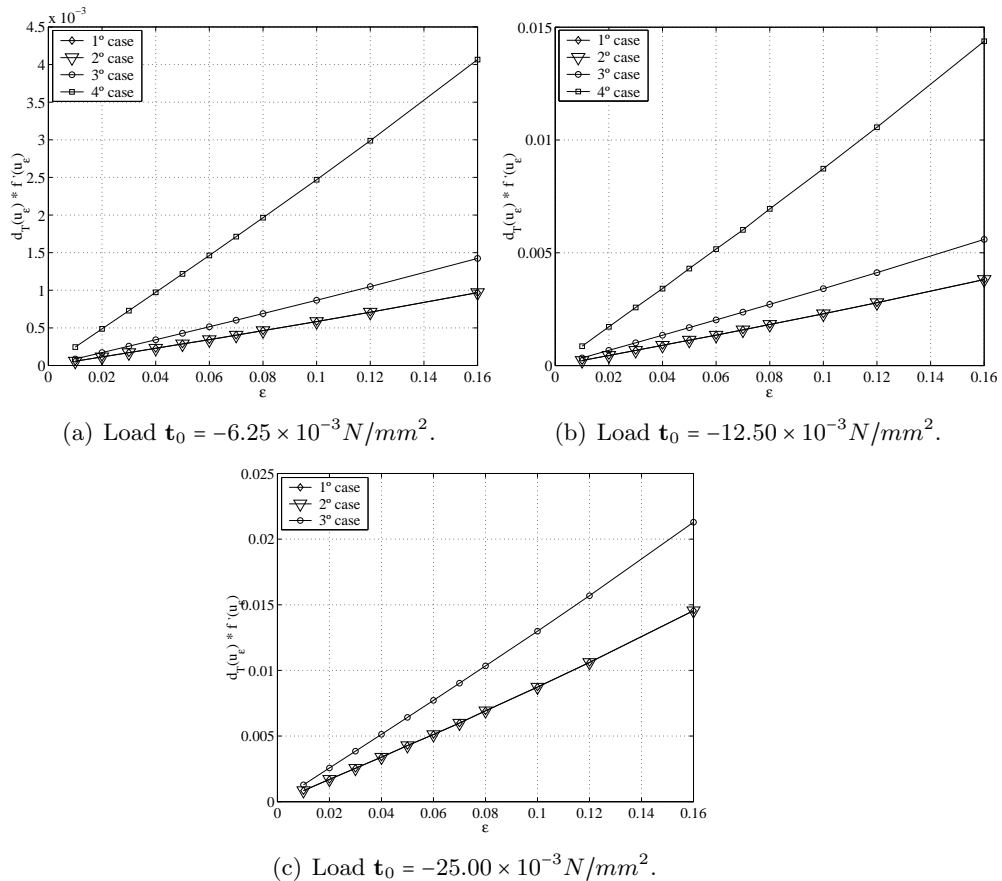 x 10⁻³
4.5
4
3.5
3
2.5
2
1.5
1
0.5
0
d_T(u_ε) * f '(u_ε)
1º case
2º case
3º case
4º case
0 0.02 0.04 0.06 0.08 0.1 0.12 0.14 0.16
ε
(a) Load t₀ = −6.25 × 10⁻³N/mm².
0.015
0.01
0.005
0
d_T(u_ε) * f '(u_ε)
1º case
2º case
3º case
4º case
0 0.02 0.04 0.06 0.08 0.1 0.12 0.14 0.16
ε
(b) Load t₀ = −12.50 × 10⁻³N/mm².
0.025
0.02
0.015
0.01
0.005
0
d_T(u_ε) * f '(u_ε)
1º case
2º case
3º case
0 0.02 0.04 0.06 0.08 0.1 0.12 0.14 0.16
ε
(c) Load t₀ = −25.00 × 10⁻³N/mm².